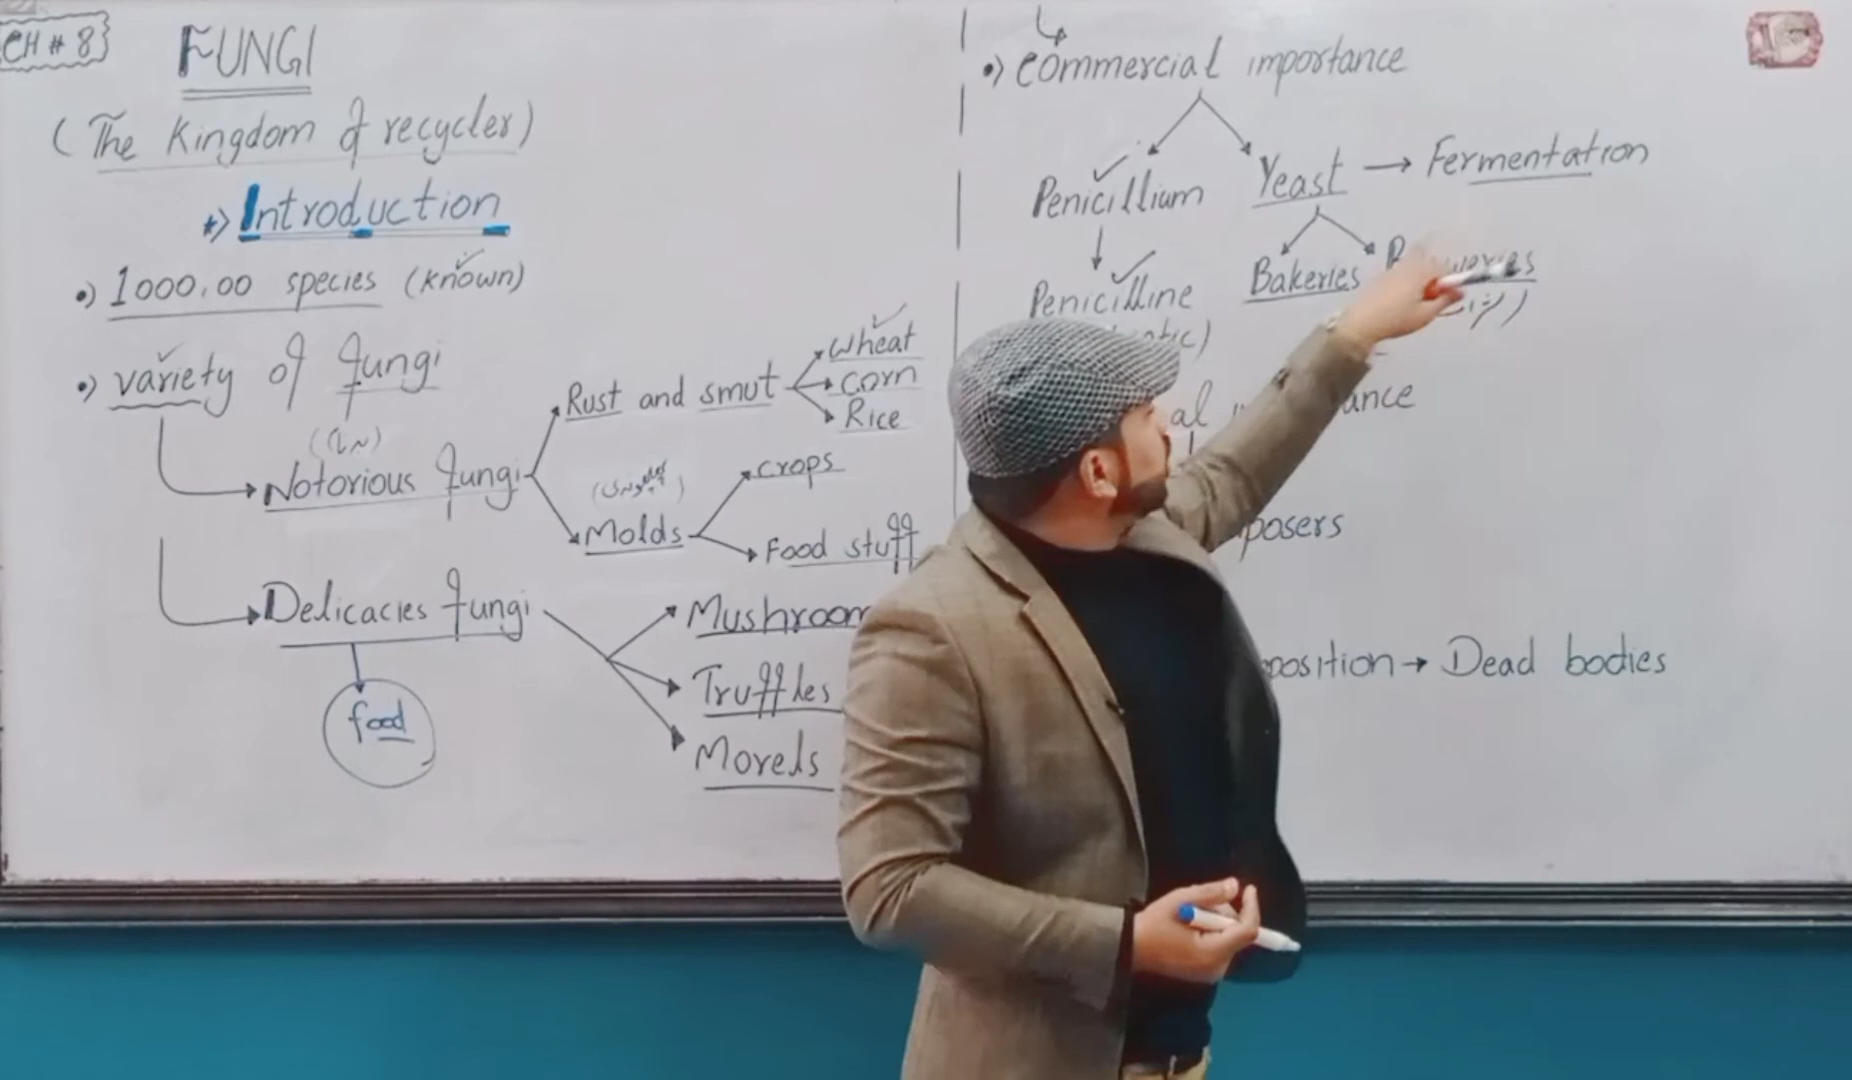 CH # 8
FUNGI
(The Kingdom of recycler)
*) Introduction
•) 1000,00 species (known)
•) variety of fungi
Notorious fungi
Rust and smut
Wheat
Corn
Rice
Molds
crops
Food stuff
Delicacies fungi
food
Mushroom
Truffles
Morels
•) Commercial importance
Penicillium
Yeast → Fermentation
Penicilline
Bakeries
posers
position → Dead bodies